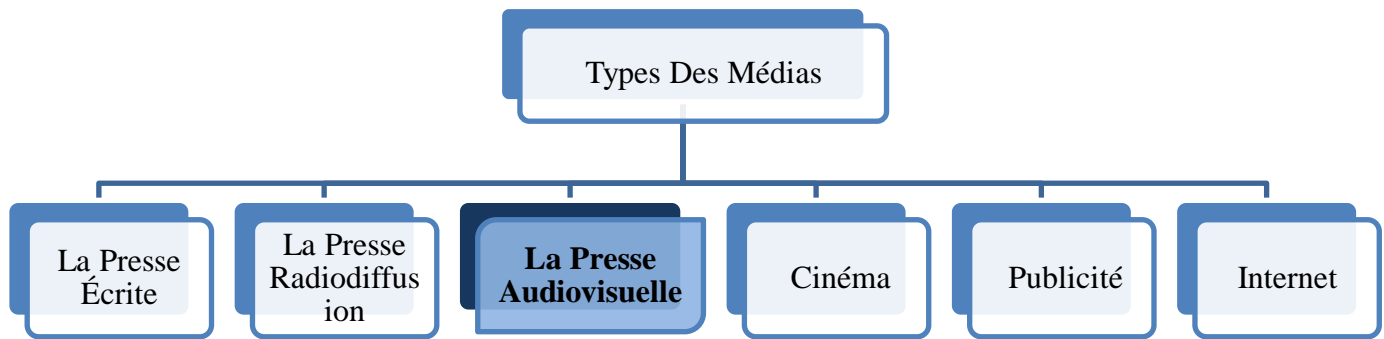 Types Des Médias
La Presse
Écrite
La Presse
Radiodiffus
ion
La Presse
Audiovisuelle
Cinéma
Publicité
Internet